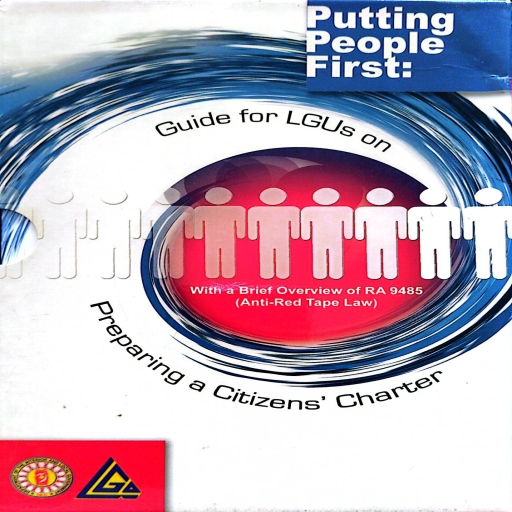 Putting
People
First:
Guide for LGUs on
With a Brief Overview of RA 9485
(Anti-Red Tape Law)
Preparing a Citizens' Charter
LGA